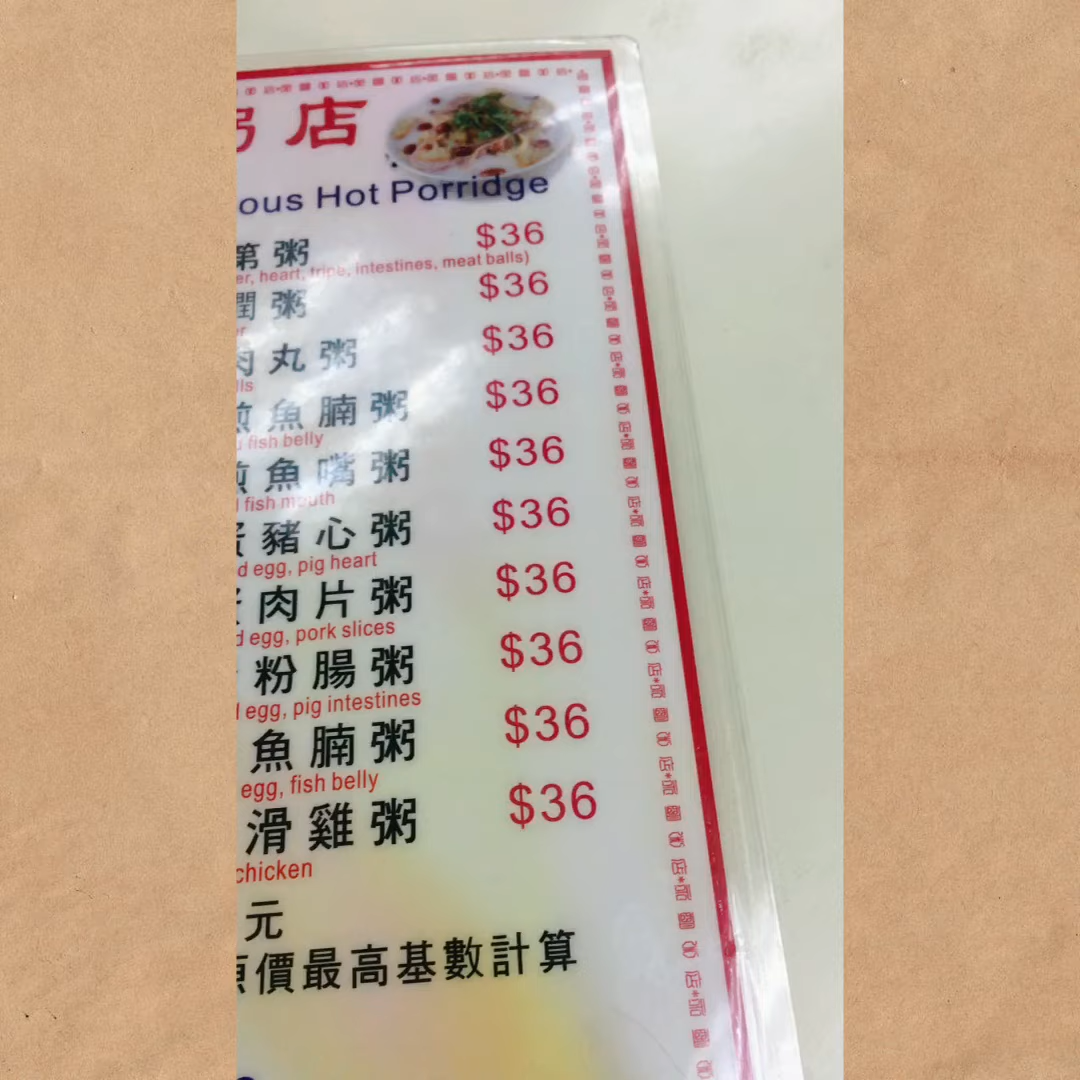 店
ous Hot Porridge
第粥 $36
er, heart, tripe, intestines, meat balls)
潤粥 $36
肉丸粥 $36
lls
煎魚腩粥 $36
fish belly
煎魚嘴粥 $36
fish mouth
豬心粥 $36
d egg, pig heart
肉片粥 $36
d egg, pork slices
粉腸粥 $36
egg, pig intestines
魚腩粥 $36
egg, fish belly
滑雞粥 $36
chicken
元
原價最高基數計算